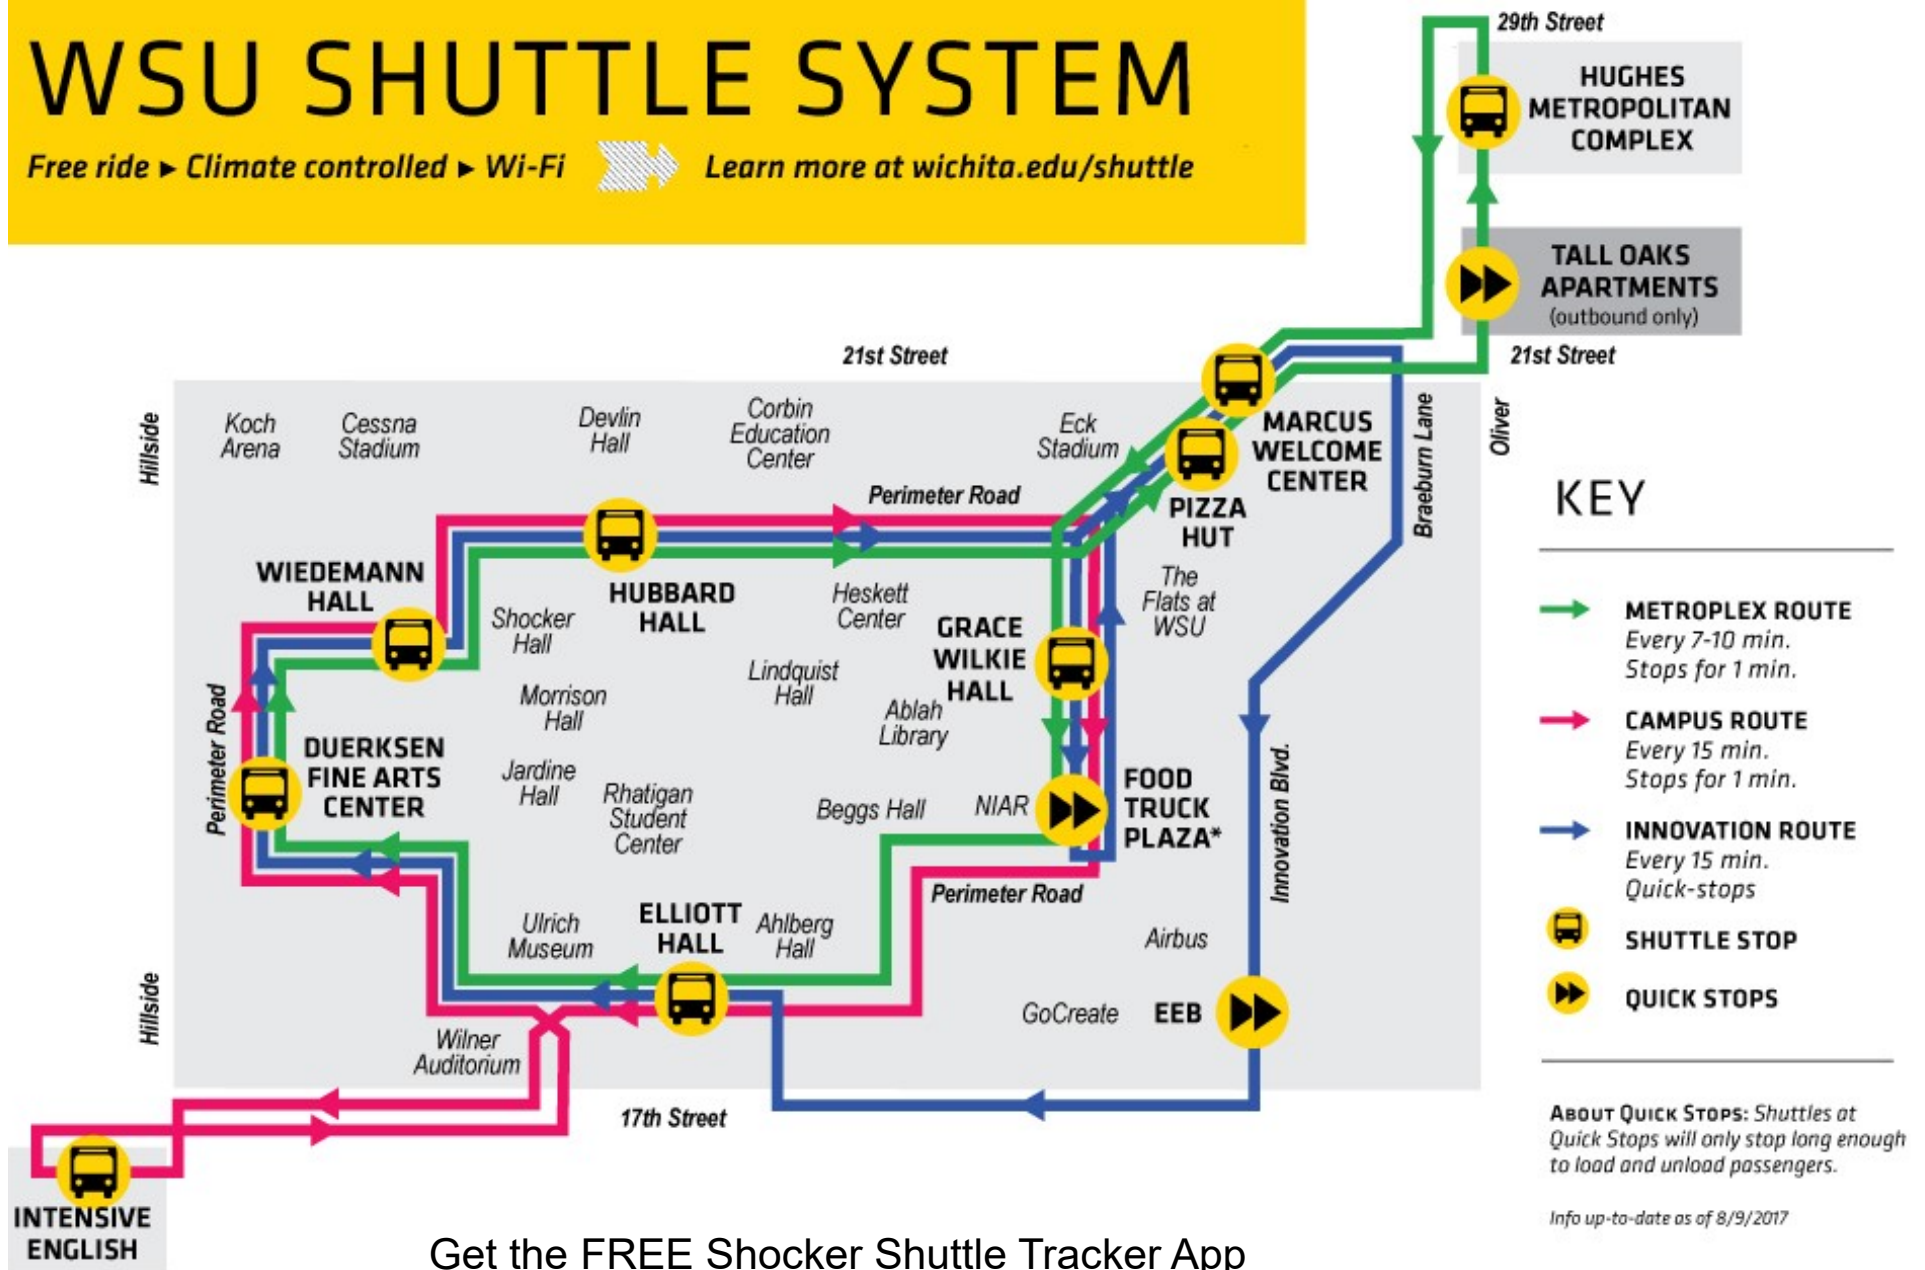 WSU SHUTTLE SYSTEM
Free ride ▸ Climate controlled ▸ Wi-Fi
Learn more at wichita.edu/shuttle
29th Street
HUGHES
METROPOLITAN
COMPLEX
TALL OAKS
APARTMENTS
(outbound only)
21st Street
21st Street
Hillside
Koch
Arena
Cessna
Stadium
Devlin
Hall
Corbin
Education
Center
Eck
Stadium
MARCUS
WELCOME
CENTER
Braeburn Lane
Oliver
Perimeter Road
PIZZA
HUT
WIEDEMANN
HALL
HUBBARD
HALL
Shocker
Hall
Heskett
Center
GRACE
WILKIE
HALL
The
Flats at
WSU
Lindquist
Hall
Morrison
Hall
Ablah
Library
Perimeter Road
DUERKSEN
FINE ARTS
CENTER
Jardine
Hall
Rhatigan
Student
Center
Beggs Hall
NIAR
FOOD
TRUCK
PLAZA*
Innovation Blvd.
Perimeter Road
Ulrich
Museum
ELLIOTT
HALL
Ahlberg
Hall
Airbus
Hillside
GoCreate
EEB
Wilner
Auditorium
17th Street
INTENSIVE
ENGLISH
KEY
METROPLEX ROUTE
Every 7-10 min.
Stops for 1 min.
CAMPUS ROUTE
Every 15 min.
Stops for 1 min.
INNOVATION ROUTE
Every 15 min.
Quick-stops
SHUTTLE STOP
QUICK STOPS
ABOUT QUICK STOPS: Shuttles at
Quick Stops will only stop long enough
to load and unload passengers.
Info up-to-date as of 8/9/2017
Get the FREE Shocker Shuttle Tracker App